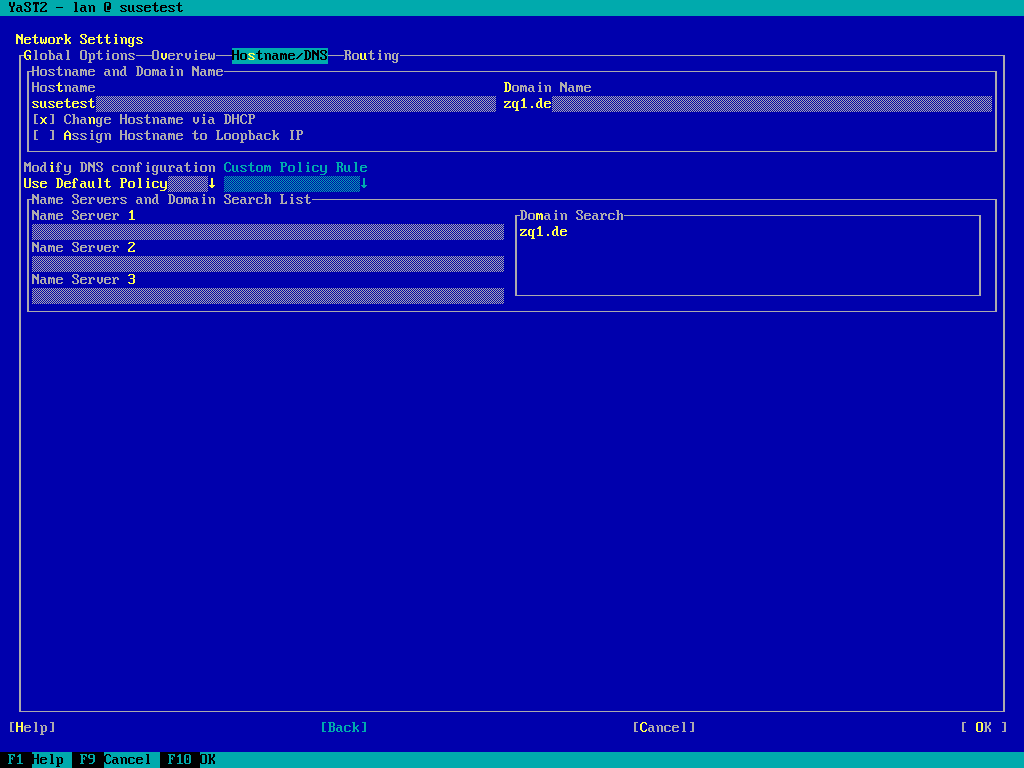 YaST2 - lan @ susetest
Network Settings
Global Options Overview Hostname/DNS Routing
Hostname and Domain Name
Hostname Domain Name
susetest zq1.de
[x] Change Hostname via DHCP
[ ] Assign Hostname to Loopback IP
Modify DNS configuration Custom Policy Rule
Use Default Policy↓ ↓
Name Servers and Domain Search List
Name Server 1 Domain Search
zq1.de
Name Server 2
Name Server 3
[Help] [Back] [Cancel] [ OK ]
F1 Help F9 Cancel F10 OK